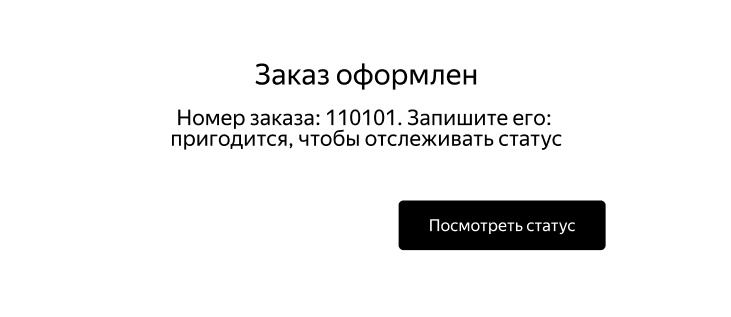 Заказ оформлен
Номер заказа: 110101. Запишите его:
пригодится, чтобы отслеживать статус
Посмотреть статус